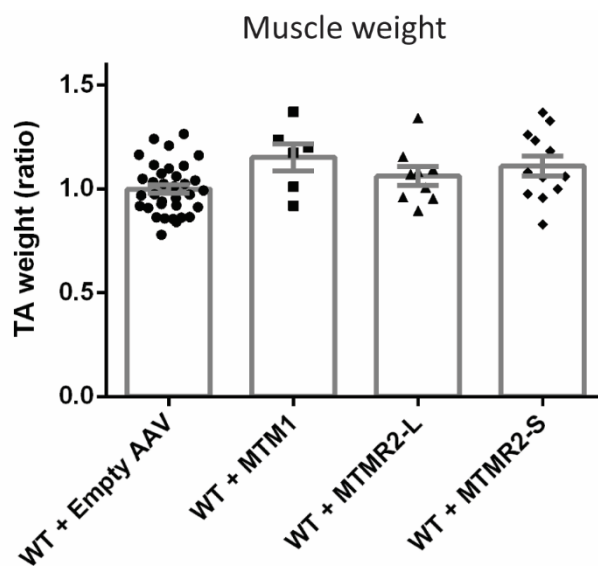 Muscle weight
TA weight (ratio)
1.5
1.0
0.5
0.0
WT + Empty AAV
WT + MTM1
WT + MTMR2-L
WT + MTMR2-S